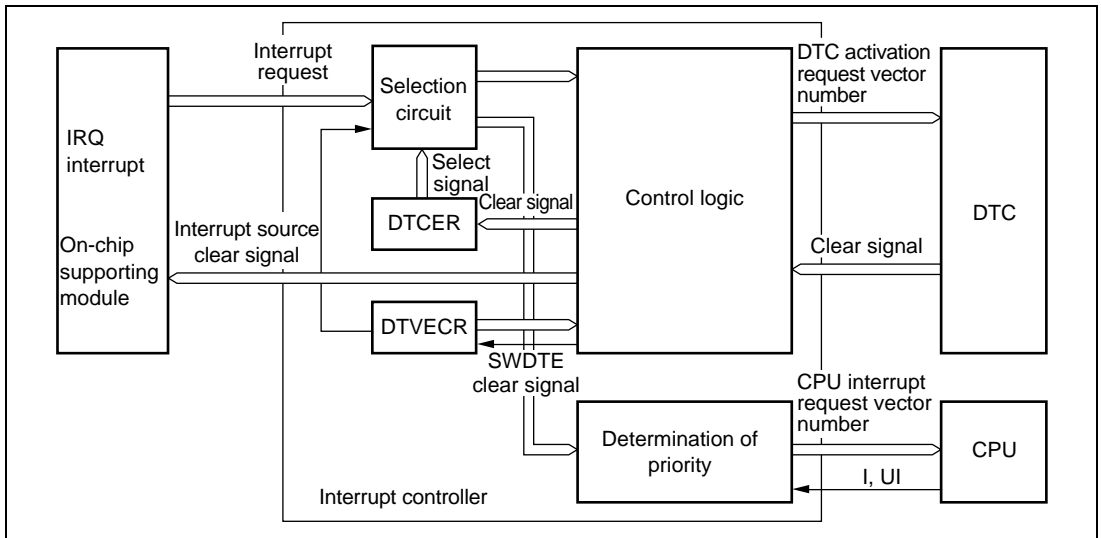 IRQ
interrupt
On-chip
supporting
module
Interrupt
request
Selection
circuit
Select
signal
DTCER
Clear signal
Interrupt source
clear signal
DTVECR
SWDTE
clear signal
Control logic
DTC activation
request vector
number
DTC
Clear signal
Determination of
priority
CPU interrupt
request vector
number
CPU
I, UI
Interrupt controller